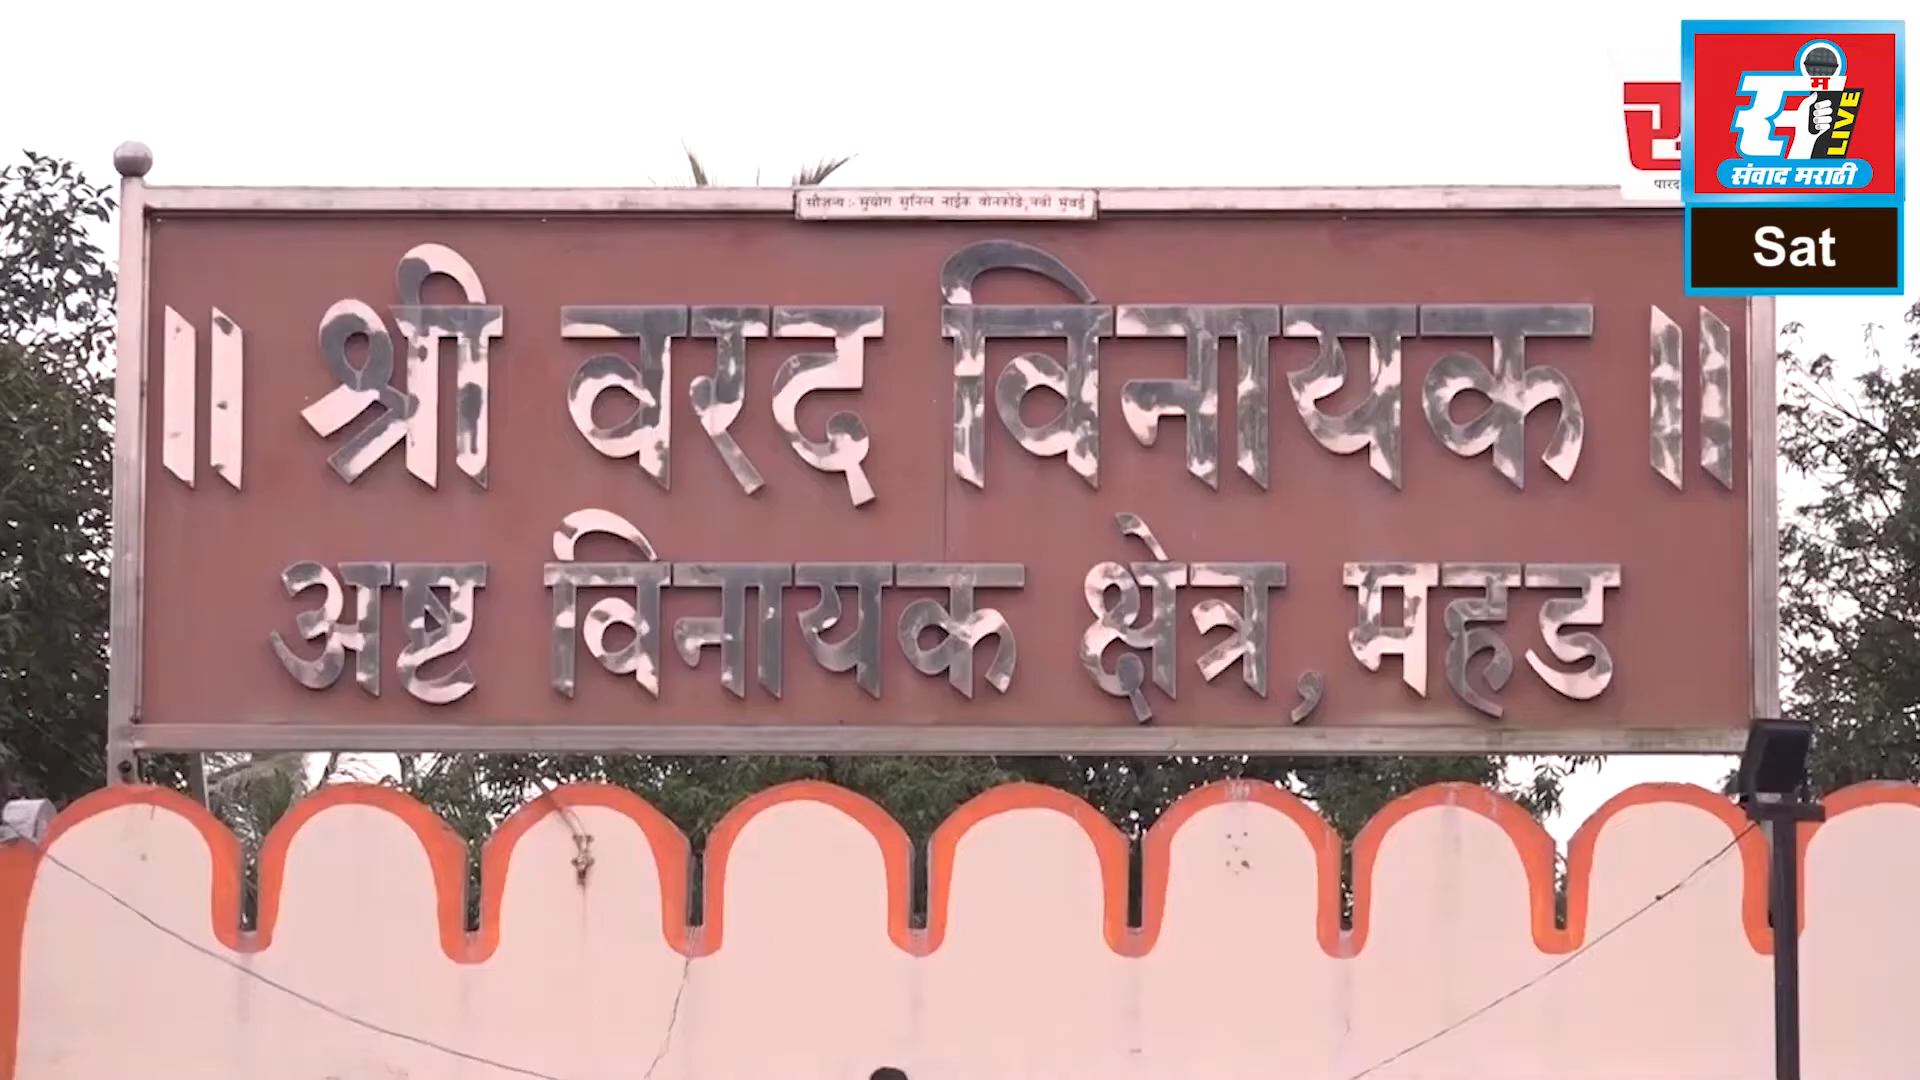 सौजन्य :- सुयोग सुनिल नाईक बोनकोडे, नवी मुंबई
॥ श्री वरद विनायक ॥
अष्ट विनायक क्षेत्र, महड
स
म
LIVE
संवाद मराठी
Sat